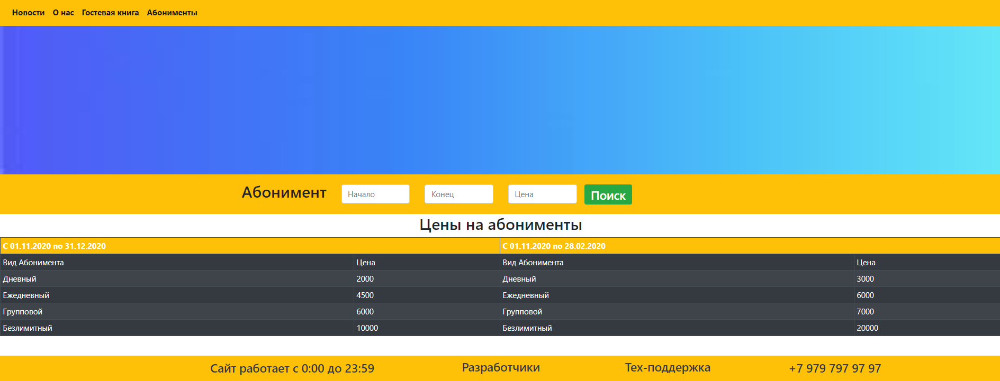 Новости О нас Гостевая книга Абонименты
Абонимент Начало Конец Цена Поиск
Цены на абонименты
С 01.11.2020 по 31.12.2020 С 01.11.2020 по 28.02.2020
Вид Абонимента Цена Вид Абонимента Цена
Дневный 2000 Дневный 3000
Ежедневный 4500 Ежедневный 6000
Групповой 6000 Групповой 7000
Безлимитный 10000 Безлимитный 20000
Сайт работает с 0:00 до 23:59 Разработчики Тех-поддержка +7 979 797 97 97